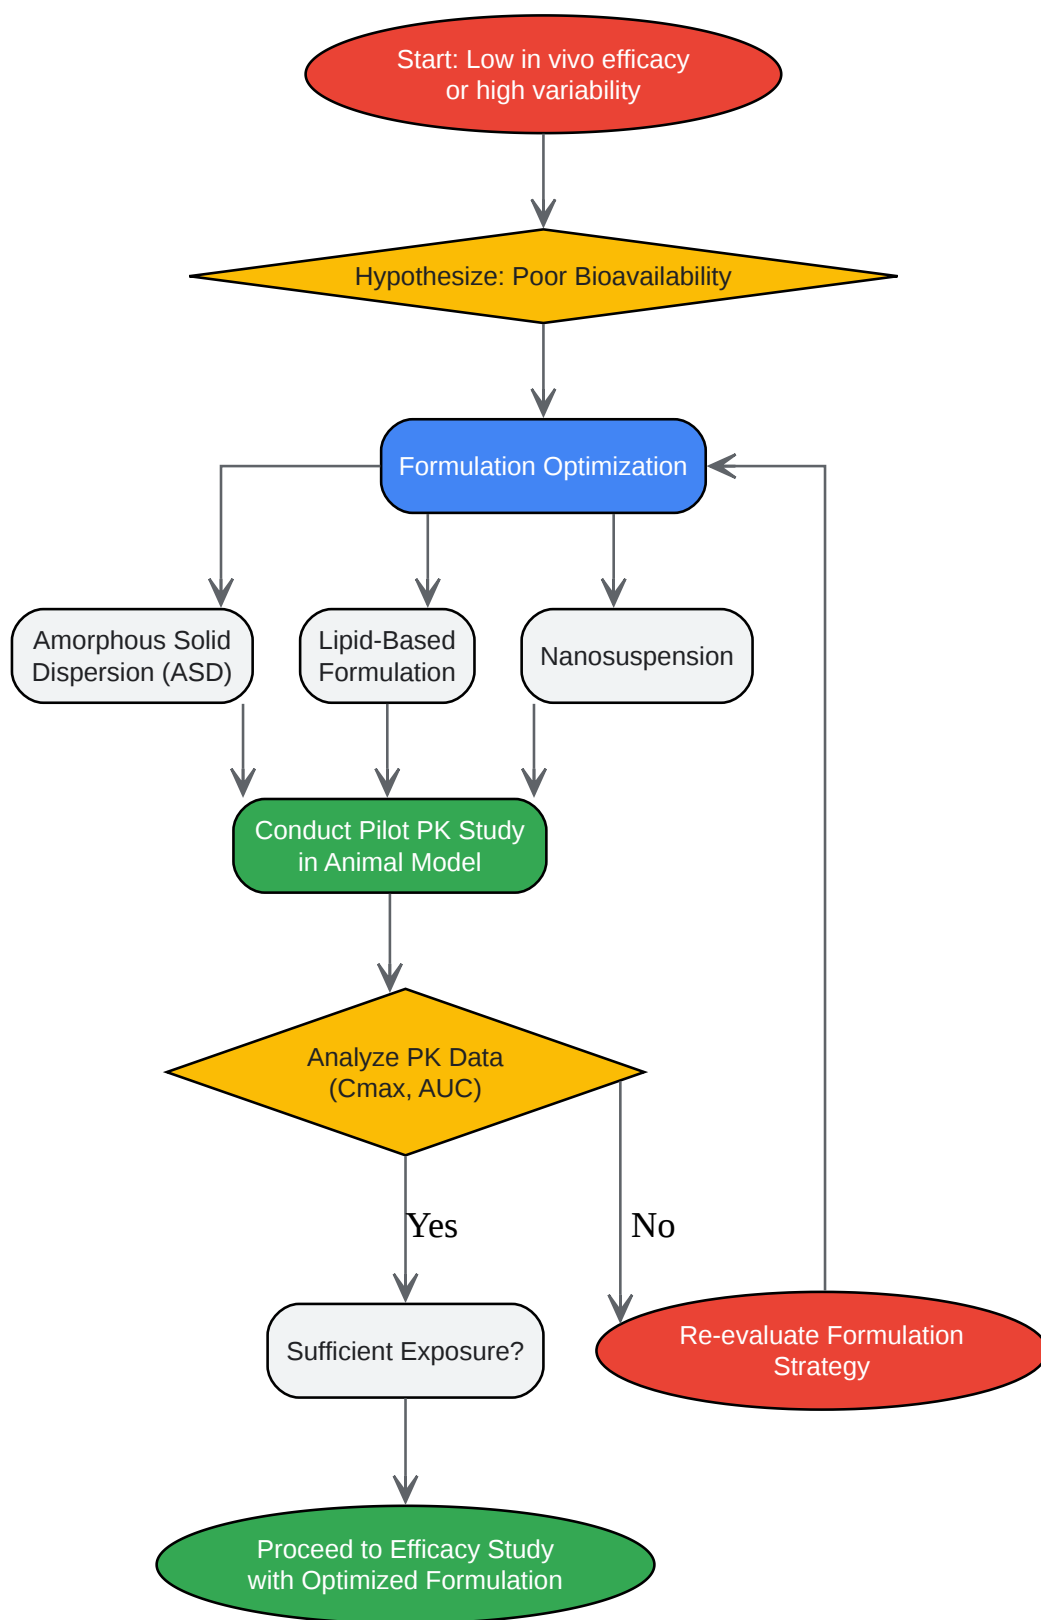 Start: Low in vivo efficacy
or high variability
Hypothesize: Poor Bioavailability
Formulation Optimization
Amorphous Solid
Dispersion (ASD)
Lipid-Based
Formulation
Nanosuspension
Conduct Pilot PK Study
in Animal Model
Analyze PK Data
(Cmax, AUC)
Yes
No
Sufficient Exposure?
Re-evaluate Formulation
Strategy
Proceed to Efficacy Study
with Optimized Formulation